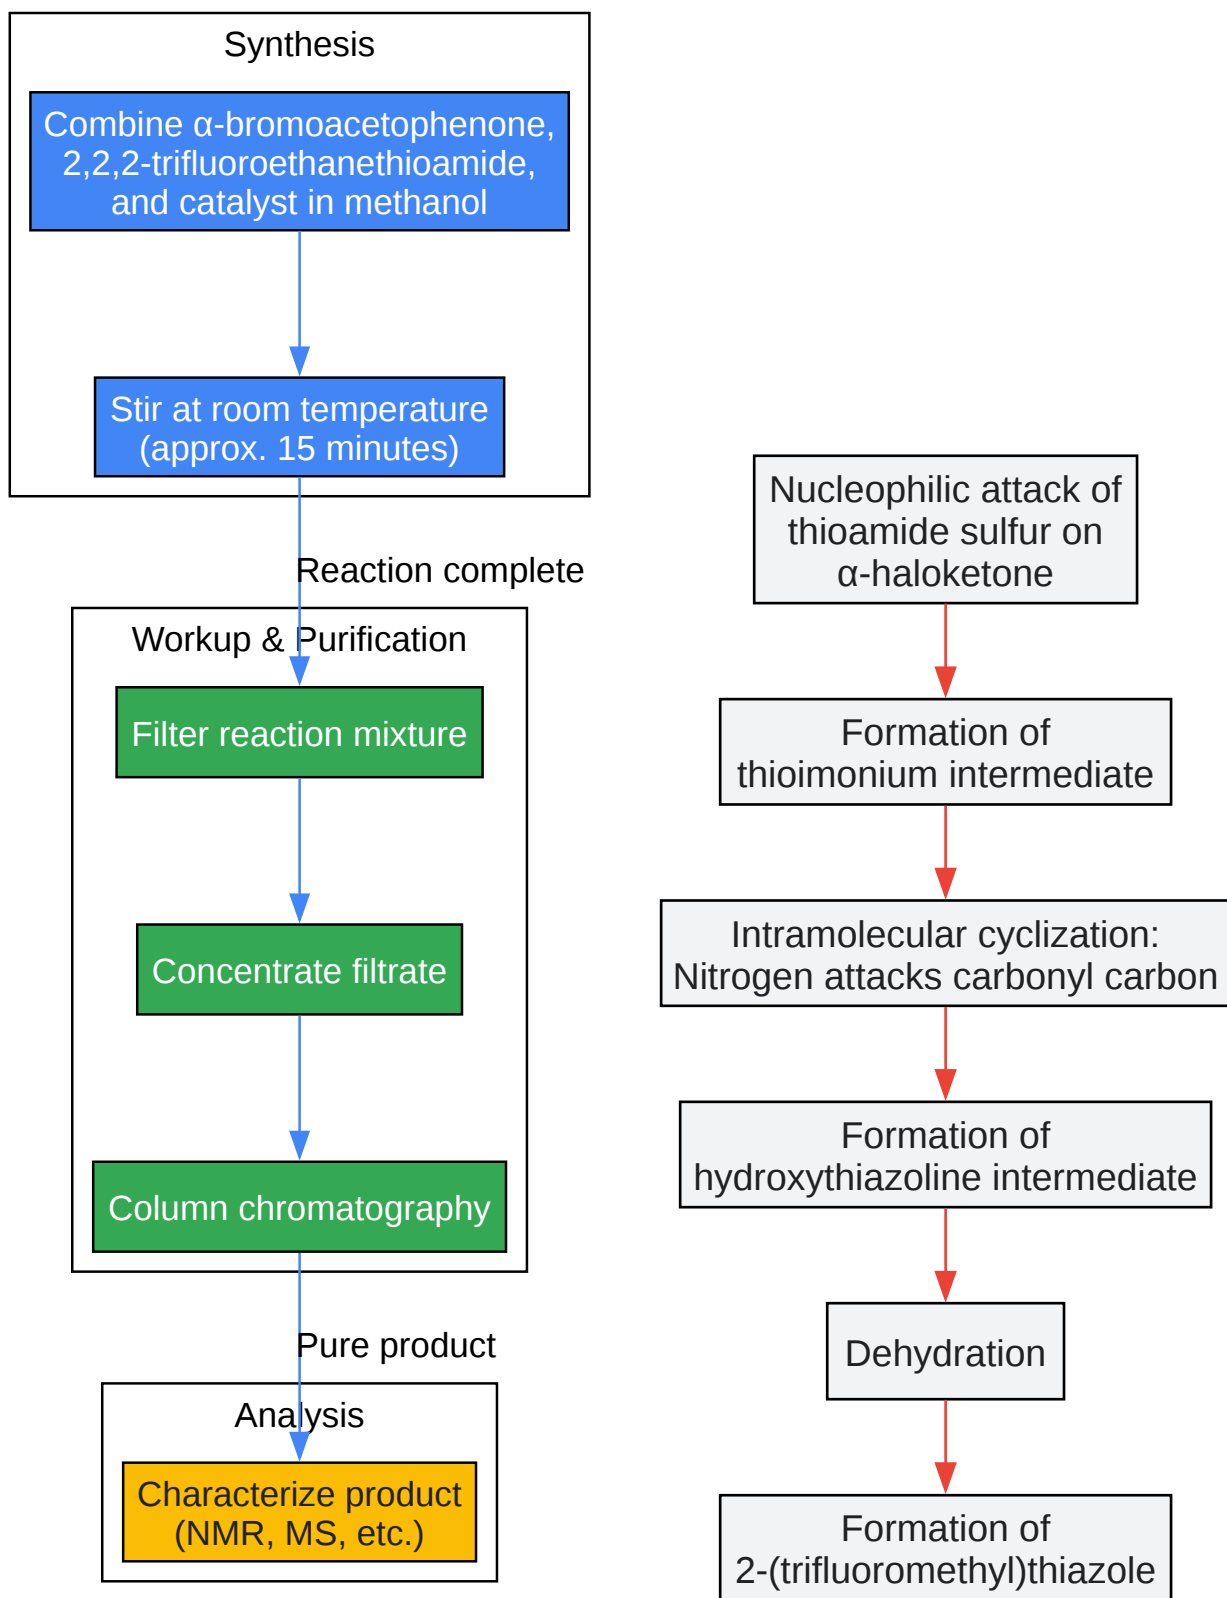 Synthesis
Combine α-bromoacetophenone,
2,2,2-trifluoroethanethioamide,
and catalyst in methanol
Stir at room temperature
(approx. 15 minutes)
Reaction complete
Workup & Purification
Filter reaction mixture
Concentrate filtrate
Column chromatography
Pure product
Analysis
Characterize product
(NMR, MS, etc.)
Nucleophilic attack of
thioamide sulfur on
α-haloketone
Formation of
thioimonium intermediate
Intramolecular cyclization:
Nitrogen attacks carbonyl carbon
Formation of
hydroxythiazoline intermediate
Dehydration
Formation of
2-(trifluoromethyl)thiazole